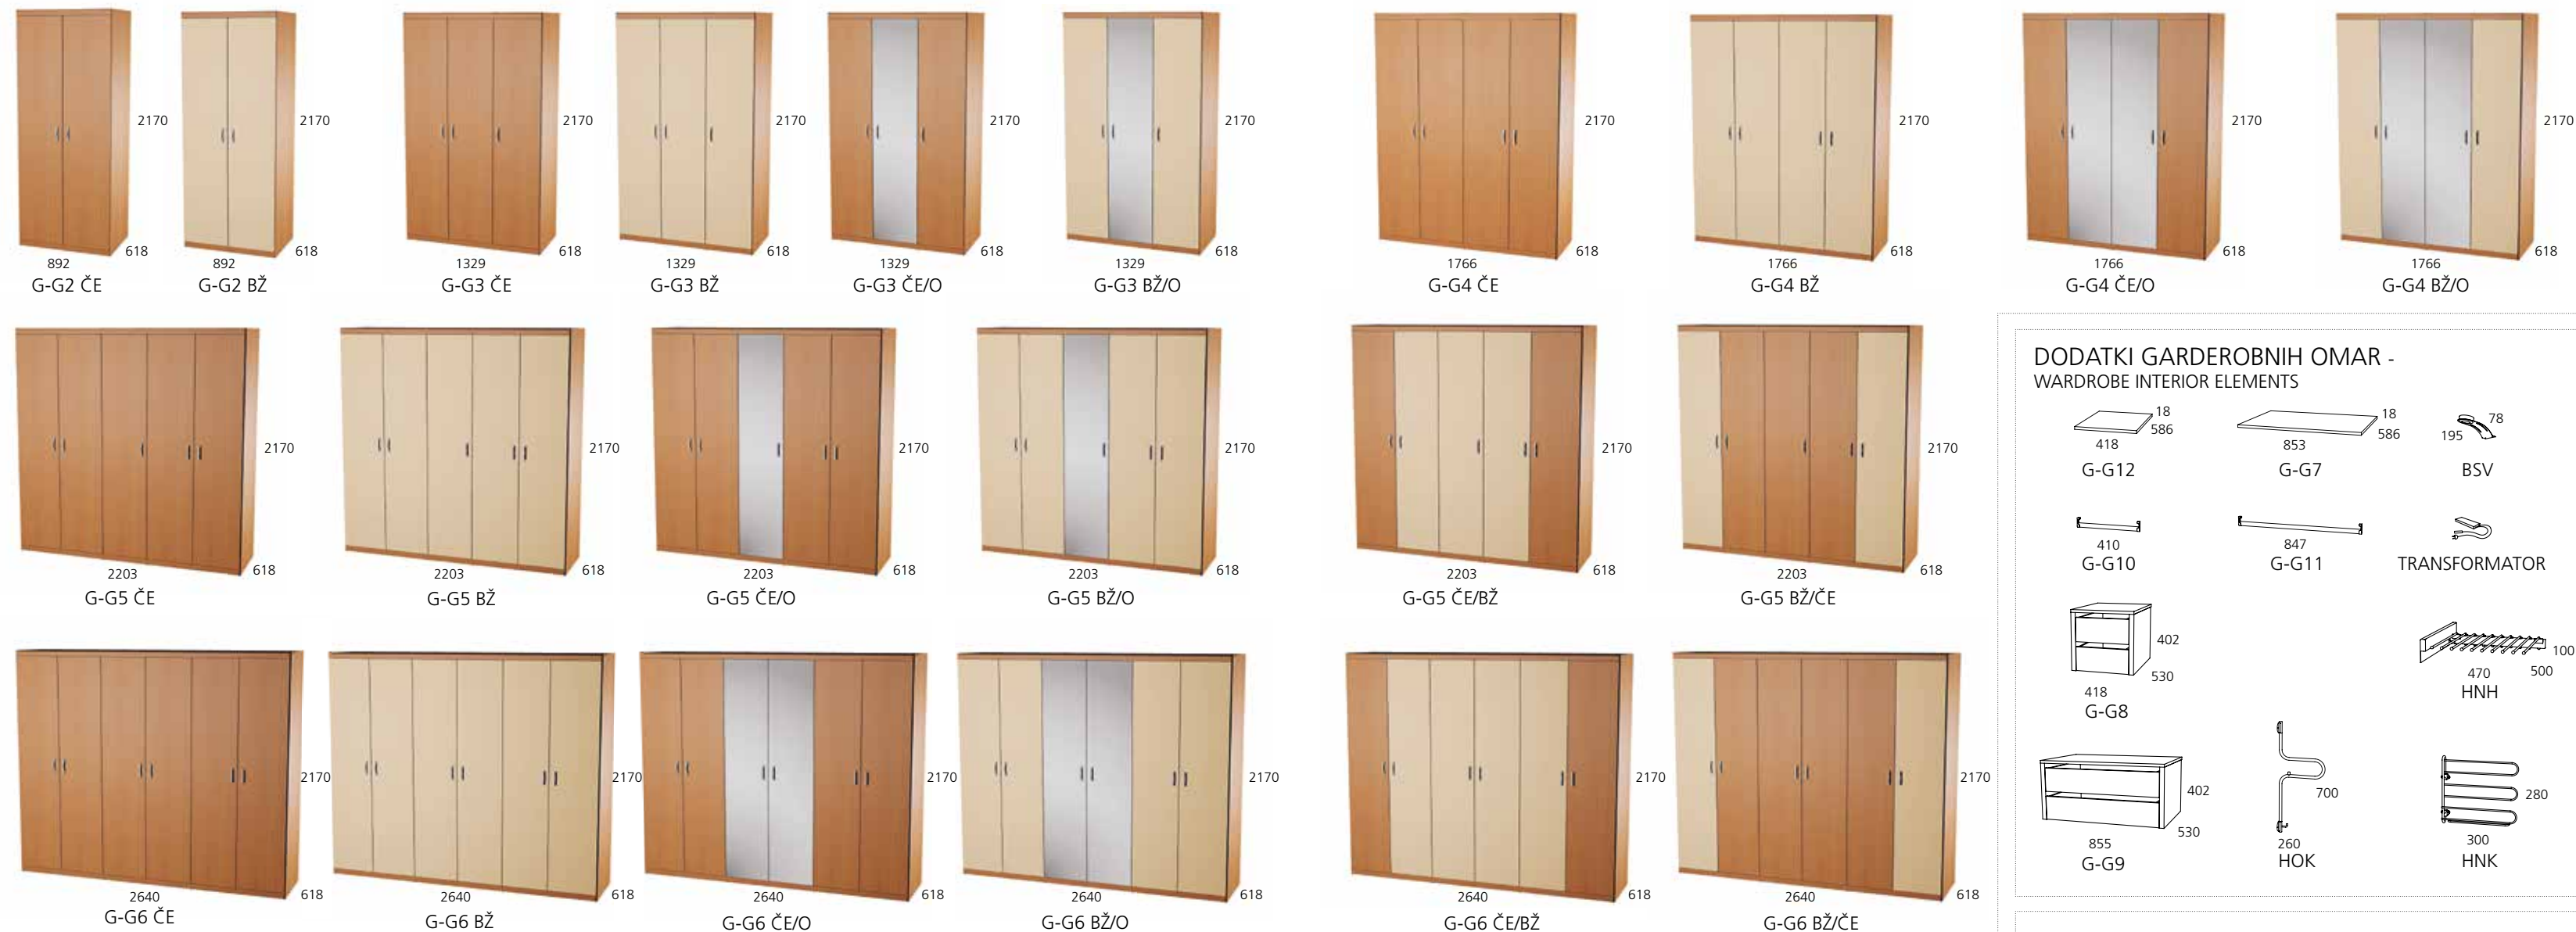 2170
618
892
G-G2 ČE
2170
618
892
G-G2 BŽ
2170
618
1329
G-G3 ČE
2170
618
1329
G-G3 BŽ
2170
618
1329
G-G3 ČE/O
2170
618
1329
G-G3 BŽ/O
2170
618
1766
G-G4 ČE
2170
618
1766
G-G4 BŽ
2170
618
1766
G-G4 ČE/O
2170
618
1766
G-G4 BŽ/O
2170
618
2203
G-G5 ČE
2170
618
2203
G-G5 BŽ
2170
618
2203
G-G5 ČE/O
2170
618
2203
G-G5 BŽ/O
2170
618
2203
G-G5 ČE/BŽ
2170
618
2203
G-G5 BŽ/ČE
2170
618
2640
G-G6 ČE
2170
618
2640
G-G6 BŽ
2170
618
2640
G-G6 ČE/O
2170
618
2640
G-G6 BŽ/O
2170
618
2640
G-G6 ČE/BŽ
2170
618
2640
G-G6 BŽ/ČE
DODATKI GARDEROBNIH OMAR -
WARDROBE INTERIOR ELEMENTS
18
586
418
G-G12
18
586
853
G-G7
78
195
BSV
410
G-G10
847
G-G11
TRANSFORMATOR
402
530
418
G-G8
100
500
470
HNH
402
530
855
G-G9
700
260
HOK
280
300
HNK